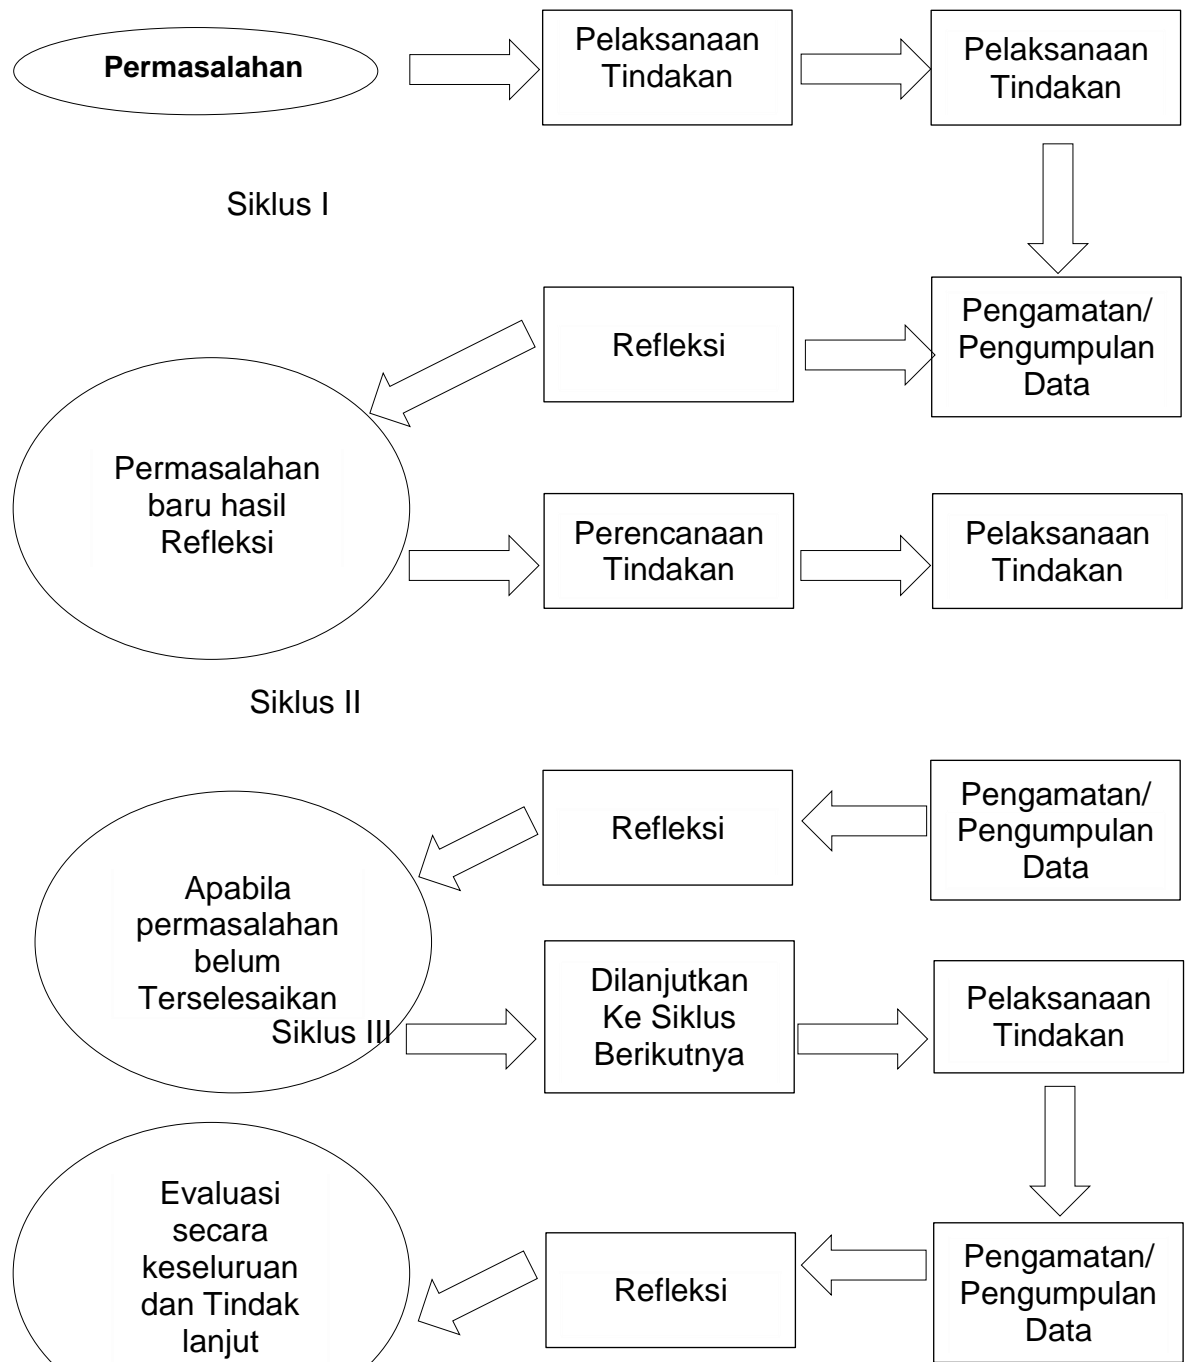 Permasalahan
Pelaksanaan
Tindakan
Pelaksanaan
Tindakan
Siklus I
Refleksi
Pengamatan/
Pengumpulan
Data
Permasalahan
baru hasil
Refleksi
Perencanaan
Tindakan
Pelaksanaan
Tindakan
Siklus II
Refleksi
Pengamatan/
Pengumpulan
Data
Apabila
permasalahan
belum
Terselesaikan
Siklus III
Dilanjutkan
Ke Siklus
Berikutnya
Pelaksanaan
Tindakan
Evaluasi
secara
keseluruan
dan Tindak
lanjut
Refleksi
Pengamatan/
Pengumpulan
Data